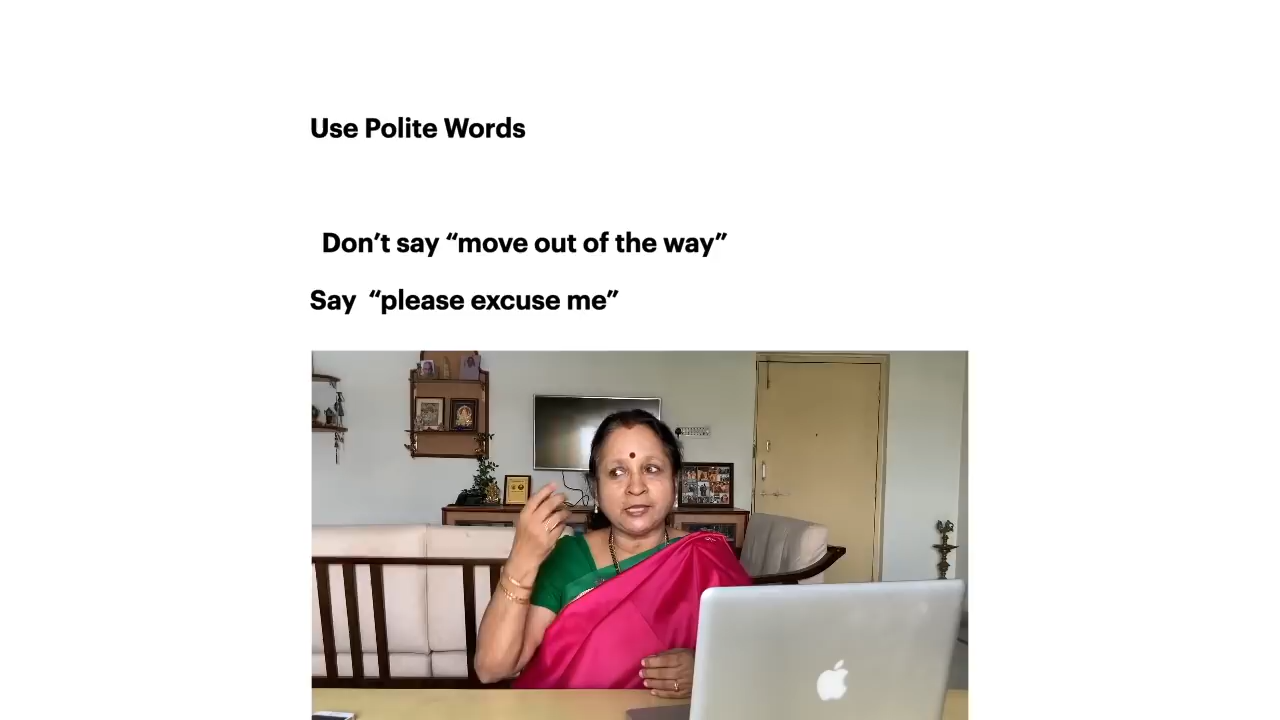 Use Polite Words
Don’t say “move out of the way”
Say “please excuse me”